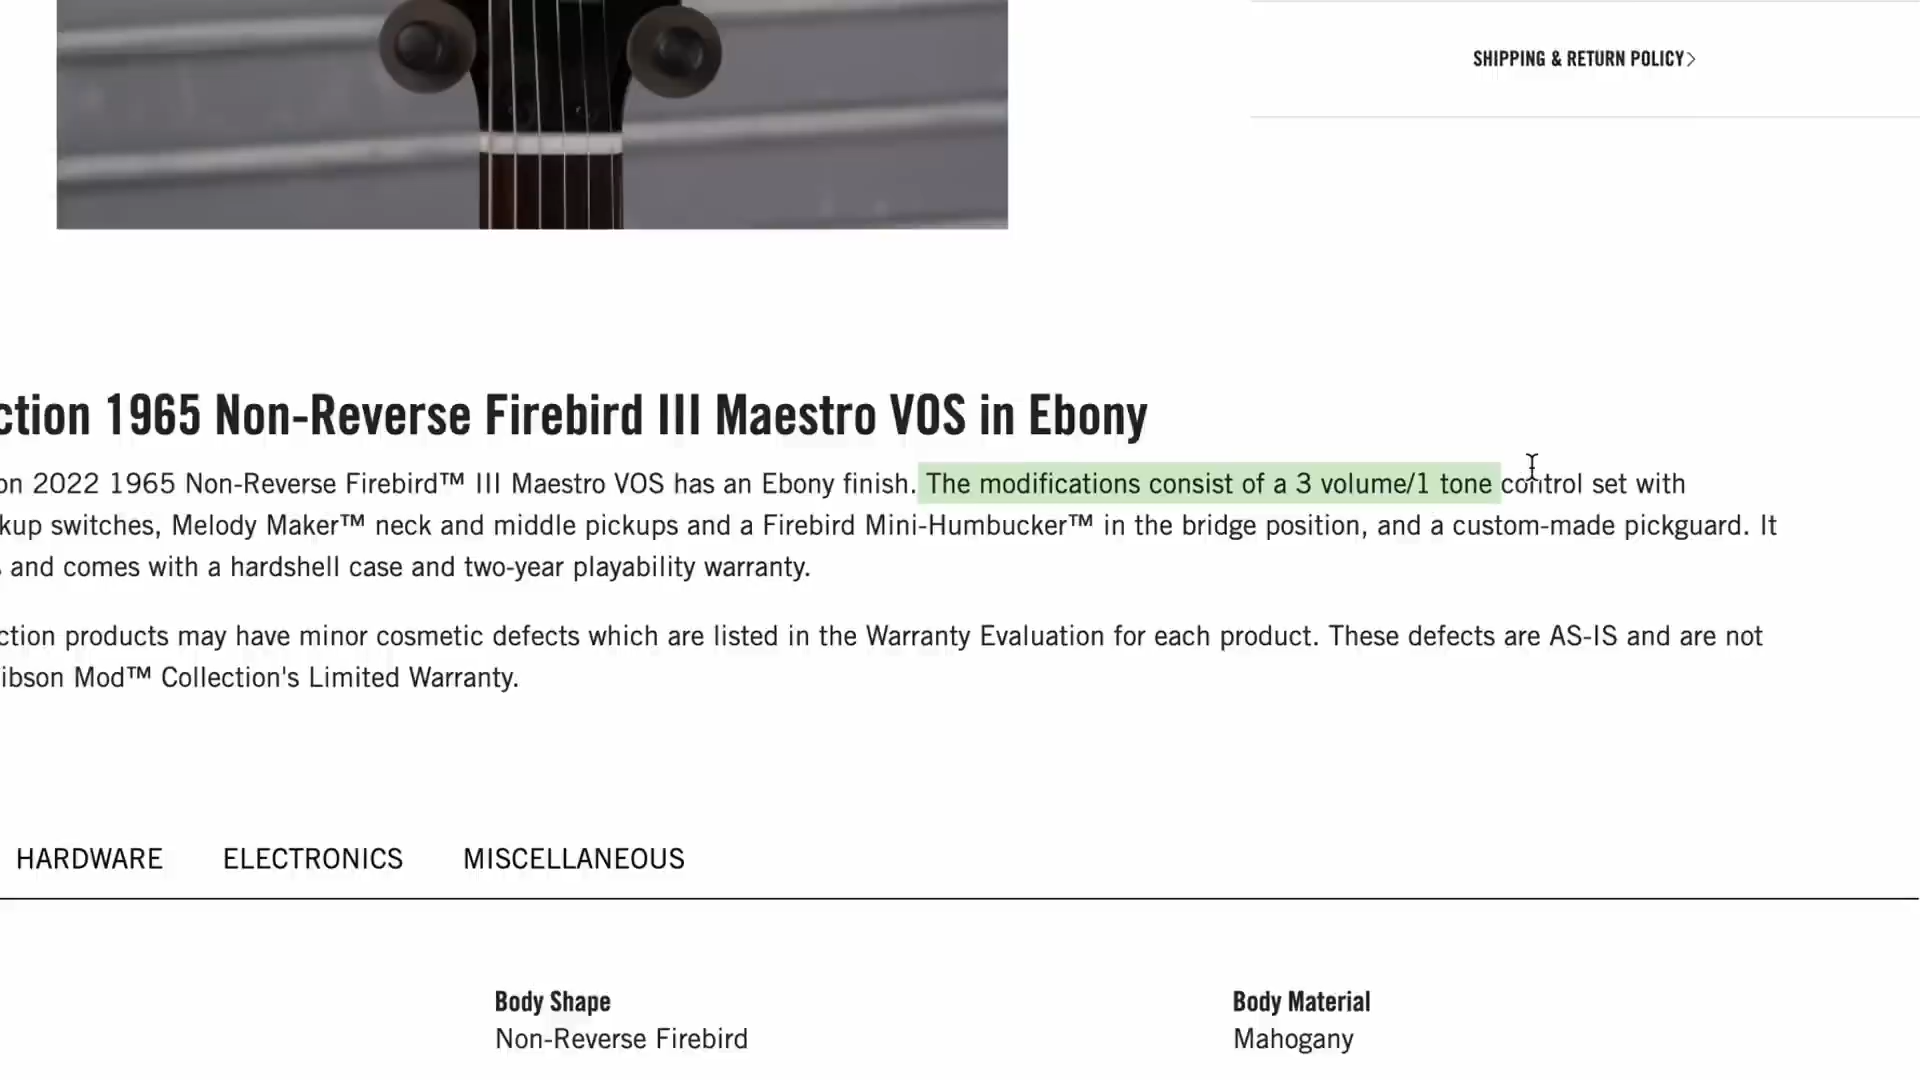 SHIPPING & RETURN POLICY
ction 1965 Non-Reverse Firebird III Maestro VOS in Ebony
on 2022 1965 Non-Reverse Firebird™ III Maestro VOS has an Ebony finish. The modifications consist of a 3 volume/1 tone control set with
kup switches, Melody Maker™ neck and middle pickups and a Firebird Mini-Humbucker™ in the bridge position, and a custom-made pickguard. It
and comes with a hardshell case and two-year playability warranty.
ction products may have minor cosmetic defects which are listed in the Warranty Evaluation for each product. These defects are AS-IS and are not
ibson Mod™ Collection's Limited Warranty.
HARDWARE ELECTRONICS MISCELLANEOUS
Body Shape Body Material
Non-Reverse Firebird Mahogany